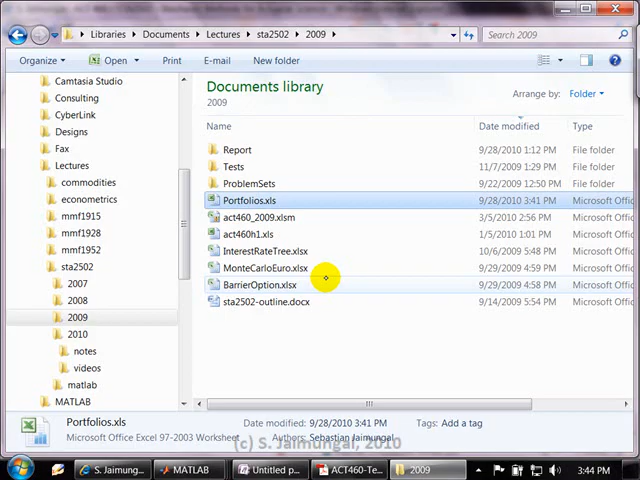 Libraries ▸ Documents ▸ Lectures ▸ sta2502 ▸ 2009 ▸
Search 2009
Organize
Open
Print
E-mail
New folder
Camtasia Studio
Consulting
CyberLink
Designs
Fax
Lectures
commodities
econometrics
mmf1915
mmf1928
mmf1952
sta2502
2007
2008
2009
2010
notes
videos
matlab
MATLAB
Documents library
2009
Arrange by: Folder
Name Date modified Type
Report 9/28/2010 1:12 PM File folder
Tests 11/7/2009 1:29 PM File folder
ProblemSets 9/22/2009 12:50 PM File folder
Portfolios.xls 9/28/2010 3:41 PM Microsoft Offic
act460_2009.xlsm 3/5/2010 2:56 PM Microsoft Offic
act460h1.xls 1/5/2010 1:01 PM Microsoft Offic
InterestRateTree.xlsx 10/6/2009 5:48 PM Microsoft Offic
MonteCarloEuro.xlsx 9/29/2009 4:59 PM Microsoft Offic
BarrierOption.xlsx 9/29/2009 4:58 PM Microsoft Offic
sta2502-outline.docx 9/14/2009 5:54 PM Microsoft Offic
Portfolios.xls Date modified: 9/28/2010 3:41 PM Tags: Add a tag
Microsoft Office Excel 97-2003 Worksheet Authors: Sebastian Jaimungal
(c) S. Jaimungal, 2010
S. Jaimung...
MATLAB
Untitled p...
ACT460-Te...
2009
3:44 PM